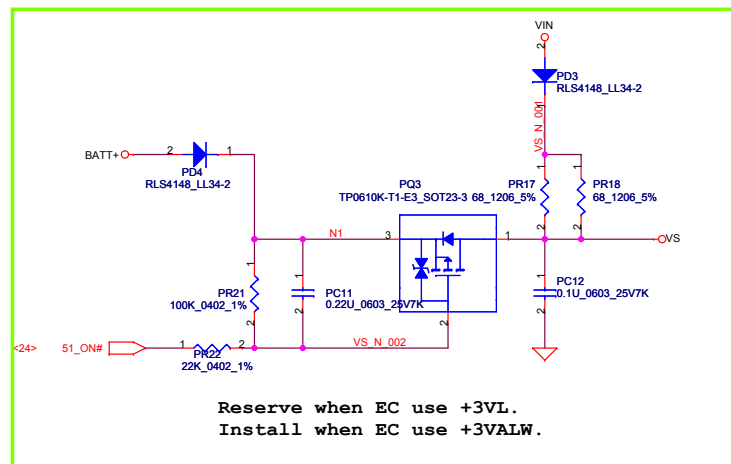 VIN
2
PD3
RLS4148_LL34-2
1
VS_N_001
BATT+
2
1
PD4
RLS4148_LL34-2
PQ3
TP0610K-T1-E3_SOT23-3
PR17
68_1206_5%
1
2
PR18
68_1206_5%
1
2
N1
3
1
2
VS
PR21
100K_0402_1%
1
2
PC11
0.22U_0603_25V7K
1
2
PC12
0.1U_0603_25V7K
1
2
<24>
51_ON#
1
2
PR22
22K_0402_1%
VS_N_002
Reserve when EC use +3VL.
Install when EC use +3VALW.